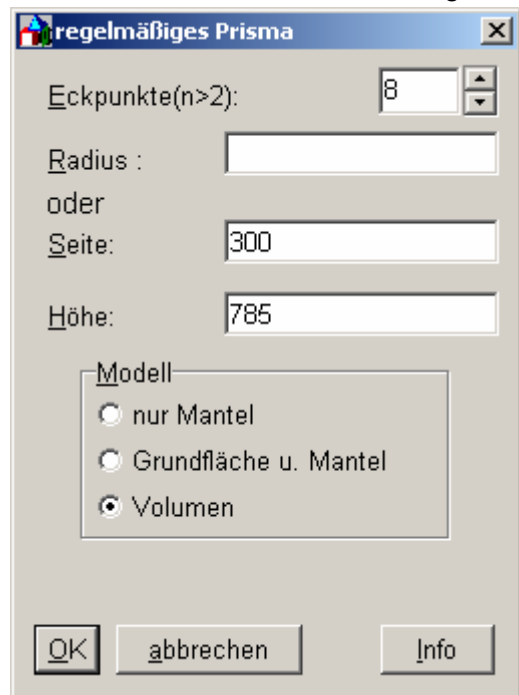 regelmäßiges Prisma
Eckpunkte(n>2): 8
Radius :
oder
Seite: 300
Höhe: 785
Modell
nur Mantel
Grundfläche u. Mantel
Volumen
OK abbrechen Info